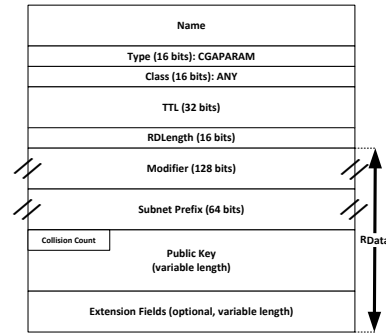 Name
Type (16 bits): CGAPARAM
Class (16 bits): ANY
TTL (32 bits)
RDLength (16 bits)
Modifier (128 bits)
Subnet Prefix (64 bits)
Collision Count
Public Key
(variable length)
Extension Fields (optional, variable length)
RData